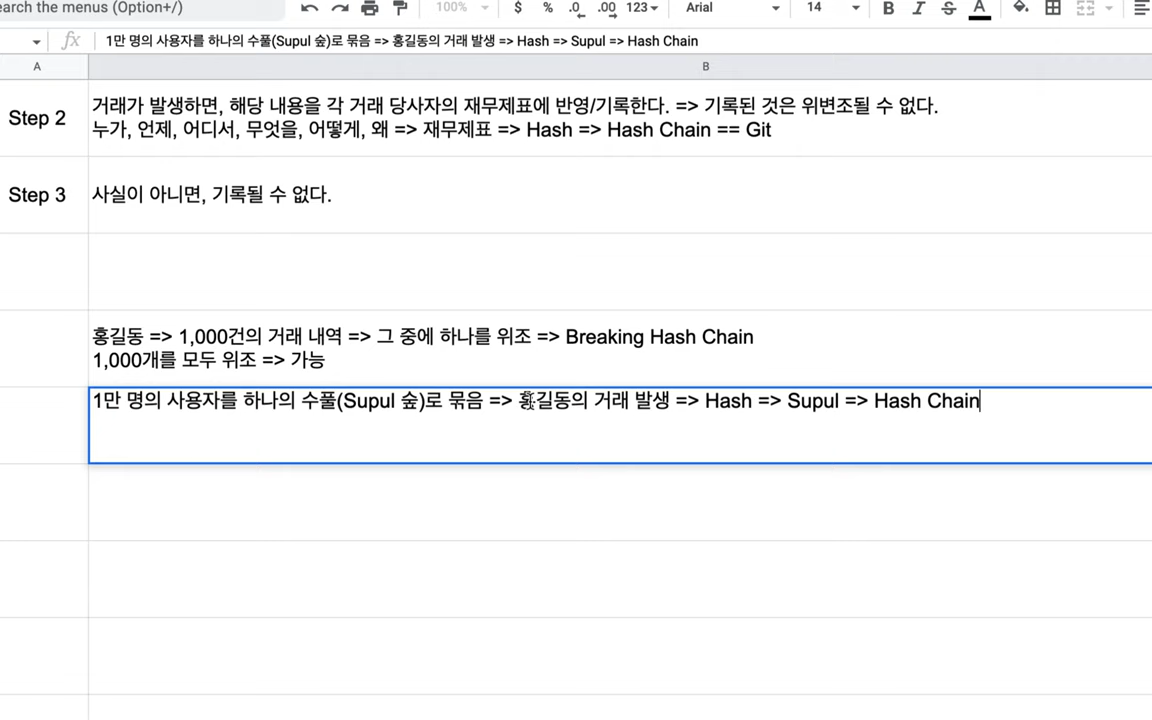 earch the menus (Option+/)
100%
$ % .0 .00 123
Arial
14
B I S A
fx
1만 명의 사용자를 하나의 수풀(Supul 숲)로 묶음 => 홍길동의 거래 발생 => Hash => Supul => Hash Chain
A B
Step 2
거래가 발생하면, 해당 내용을 각 거래 당사자의 재무제표에 반영/기록한다. => 기록된 것은 위변조될 수 없다.
누가, 언제, 어디서, 무엇을, 어떻게, 왜 => 재무제표 => Hash => Hash Chain == Git
Step 3
사실이 아니면, 기록될 수 없다.
홍길동 => 1,000건의 거래 내역 => 그 중에 하나를 위조 => Breaking Hash Chain
1,000개를 모두 위조 => 가능
1만 명의 사용자를 하나의 수풀(Supul 숲)로 묶음 => 홍길동의 거래 발생 => Hash => Supul => Hash Chain